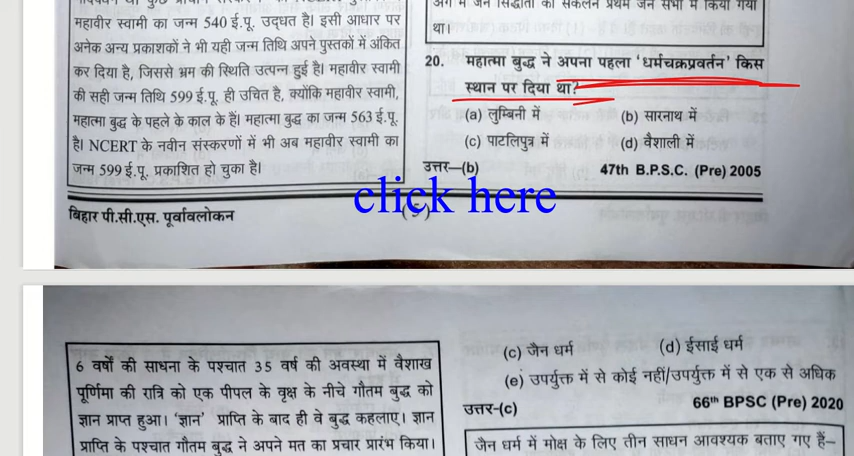 महावीर स्वामी का जन्म 540 ई.पू. उद्धृत है। इसी आधार पर
अनेक अन्य प्रकाशकों ने भी यही जन्म तिथि अपने पुस्तकों में अंकित
कर दिया है, जिससे भ्रम की स्थिति उत्पन्न हुई है। महावीर स्वामी
की सही जन्म तिथि 599 ई.पू. ही उचित है, क्योंकि महावीर स्वामी,
महात्मा बुद्ध के पहले के काल के हैं। महात्मा बुद्ध का जन्म 563 ई.पू.
है। NCERT के नवीन संस्करणों में भी अब महावीर स्वामी का
जन्म 599 ई.पू. प्रकाशित हो चुका है।
बिहार पी.सी.एस. पूर्वावलोकन
अंग में जैन सिद्धांतों का संकलन प्रथम जैन सभा में किया गया
था।
20. महात्मा बुद्ध ने अपना पहला 'धर्मचक्रप्रवर्तन' किस
स्थान पर दिया था?
(a) लुम्बिनी में (b) सारनाथ में
(c) पाटलिपुत्र में (d) वैशाली में
उत्तर—(b) 47th B.P.S.C. (Pre) 2005
click here
6 वर्षों की साधना के पश्चात 35 वर्ष की अवस्था में वैशाख
पूर्णिमा की रात्रि को एक पीपल के वृक्ष के नीचे गौतम बुद्ध को
ज्ञान प्राप्त हुआ। 'ज्ञान' प्राप्ति के बाद ही वे बुद्ध कहलाए। ज्ञान
प्राप्ति के पश्चात गौतम बुद्ध ने अपने मत का प्रचार प्रारंभ किया।
(c) जैन धर्म (d) ईसाई धर्म
(e) उपर्युक्त में से कोई नहीं/उपर्युक्त में से एक से अधिक
उत्तर-(c) 66th BPSC (Pre) 2020
जैन धर्म में मोक्ष के लिए तीन साधन आवश्यक बताए गए हैं–